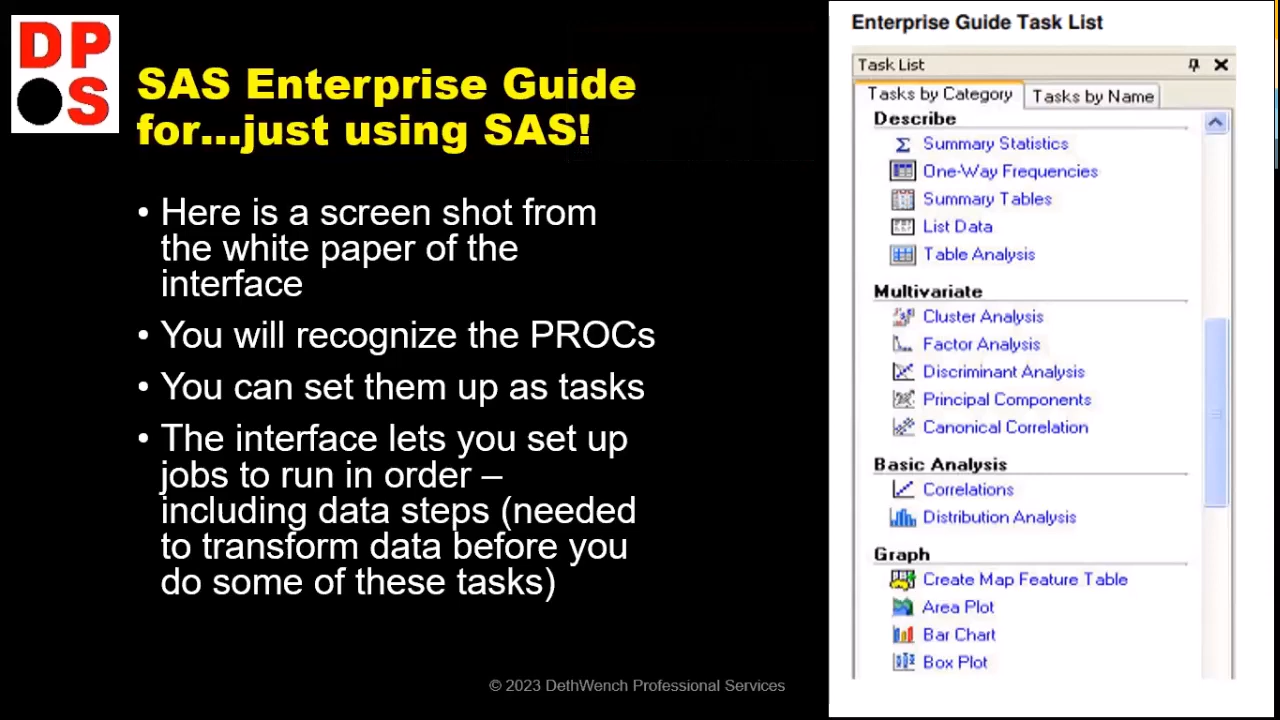 DP
S
SAS Enterprise Guide
for...just using SAS!
• Here is a screen shot from
the white paper of the
interface
• You will recognize the PROCs
• You can set them up as tasks
• The interface lets you set up
jobs to run in order –
including data steps (needed
to transform data before you
do some of these tasks)
© 2023 DethWench Professional Services
Enterprise Guide Task List
Task List
Tasks by Category
Tasks by Name
Describe
Σ Summary Statistics
One-Way Frequencies
Summary Tables
List Data
Table Analysis
Multivariate
Cluster Analysis
Factor Analysis
Discriminant Analysis
Principal Components
Canonical Correlation
Basic Analysis
Correlations
Distribution Analysis
Graph
Create Map Feature Table
Area Plot
Bar Chart
Box Plot